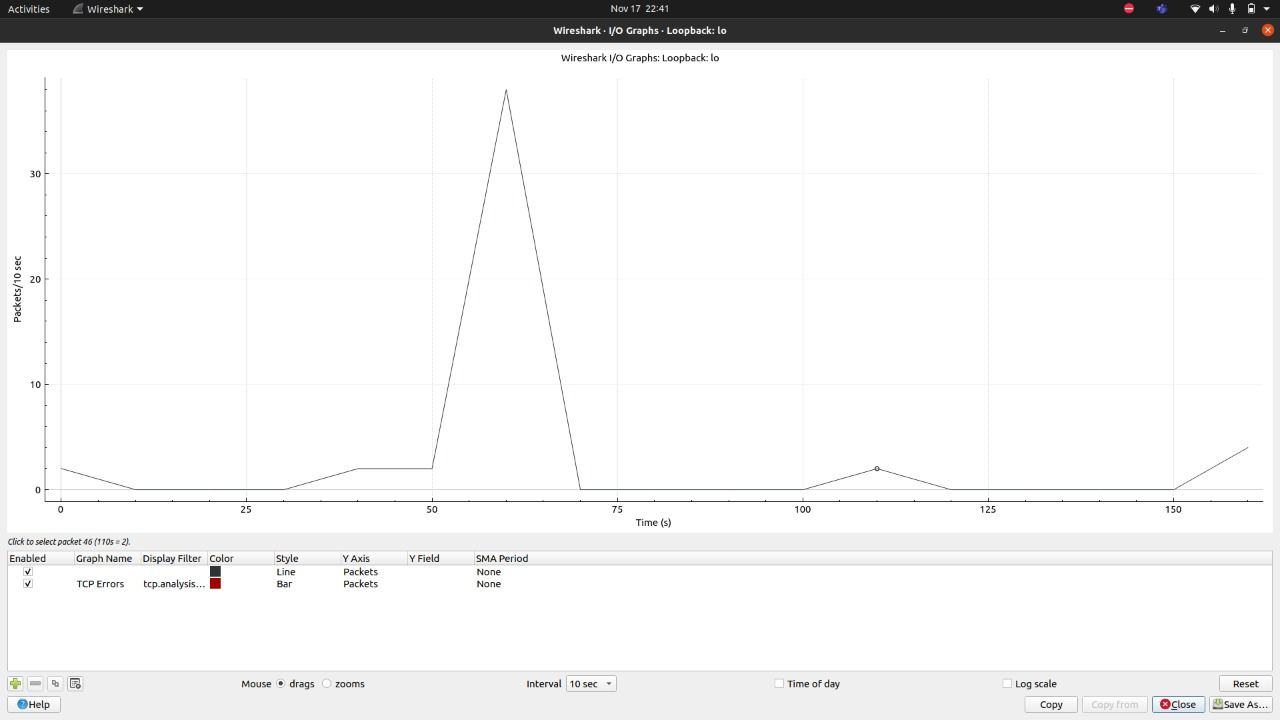 Activities Wireshark Nov 17 22:41
Wireshark · I/O Graphs · Loopback: lo
Wireshark I/O Graphs: Loopback: lo
30
20
10
0
Packets/10 sec
0 25 50 75 100 125 150
Time (s)
Click to select packet 46 (110s = 2).
Enabled Graph Name Display Filter Color Style Y Axis Y Field SMA Period
Line Packets None
TCP Errors tcp.analysis... Bar Packets None
Mouse drags zooms Interval 10 sec Time of day Log scale Reset
Help Copy Copy from Close Save As...